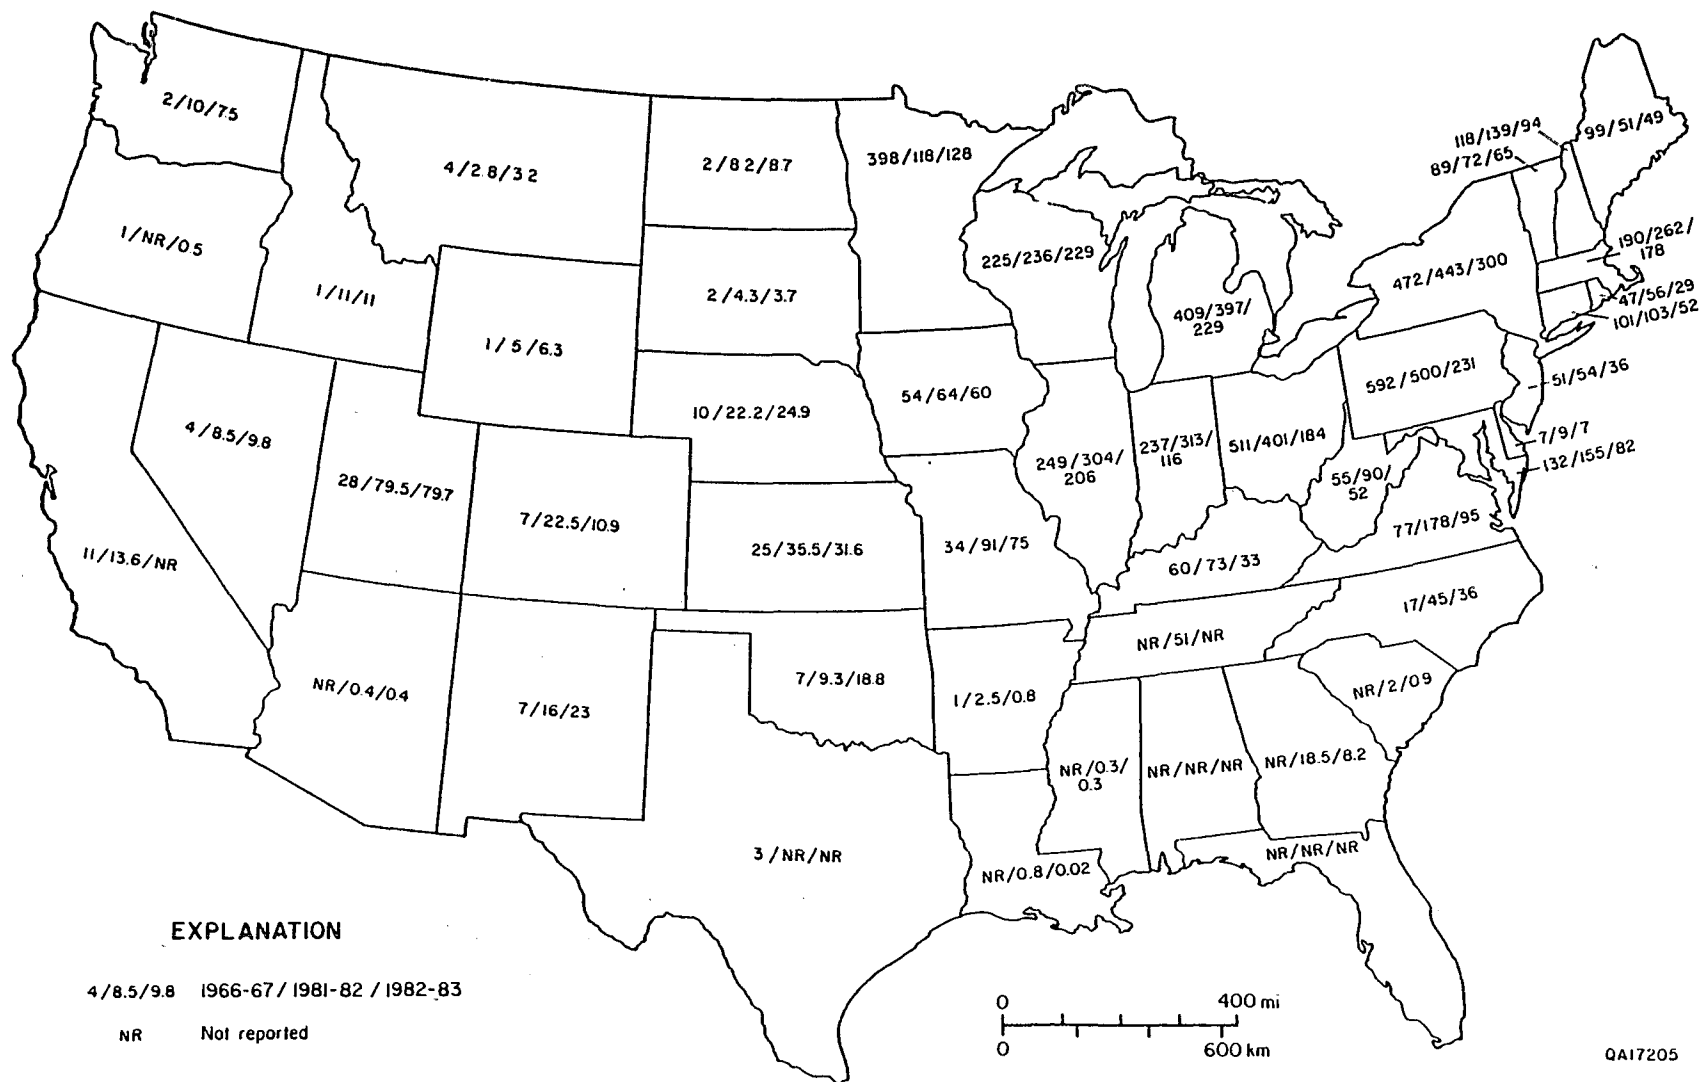 2/10/7.5
4/2.8/3.2
2/8.2/8.7
398/118/128
118/139/94
99/51/49
89/72/65
1/NR/0.5
1/11/11
1/5/6.3
2/4.3/3.7
225/236/229
409/397/
229
472/443/300
190/262/
178
47/56/29
101/103/52
4/8.5/9.8
28/79.5/79.7
10/22.2/24.9
54/64/60
249/304/
206
237/313/
116
511/401/184
592/500/231
51/54/36
7/9/7
132/155/82
55/90/
52
77/178/95
11/13.6/NR
7/22.5/10.9
25/35.5/31.6
34/91/75
60/73/33
17/45/36
NR/51/NR
NR/0.4/0.4
7/16/23
7/9.3/18.8
1/2.5/0.8
NR/2/0.9
NR/0.3/
0.3
NR/NR/NR
NR/18.5/8.2
3/NR/NR
NR/0.8/0.02
NR/NR/NR
EXPLANATION
4/8.5/9.8 1966-67/1981-82/1982-83
NR Not reported
0 400 mi
0 600 km
QA17205